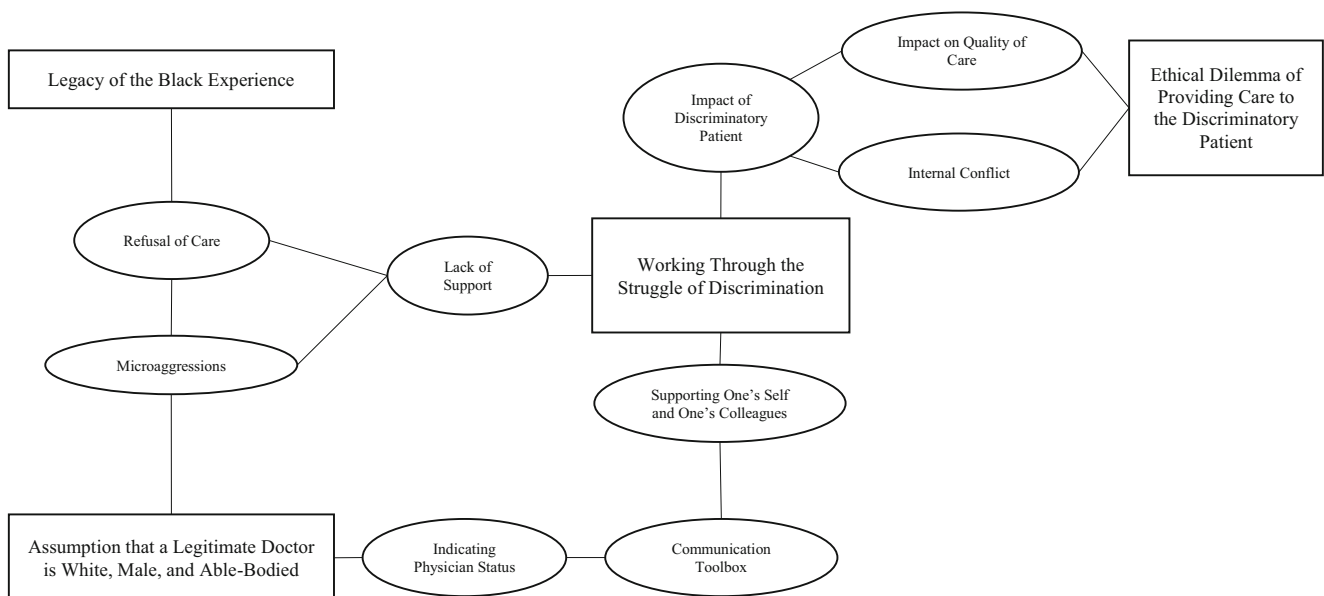 Legacy of the Black Experience
Refusal of Care
Microaggressions
Assumption that a Legitimate Doctor
is White, Male, and Able-Bodied
Lack of
Support
Indicating
Physician Status
Communication
Toolbox
Supporting One’s Self
and One’s Colleagues
Working Through the
Struggle of Discrimination
Impact of
Discriminatory
Patient
Impact on Quality of
Care
Internal Conflict
Ethical Dilemma of
Providing Care to
the Discriminatory
Patient